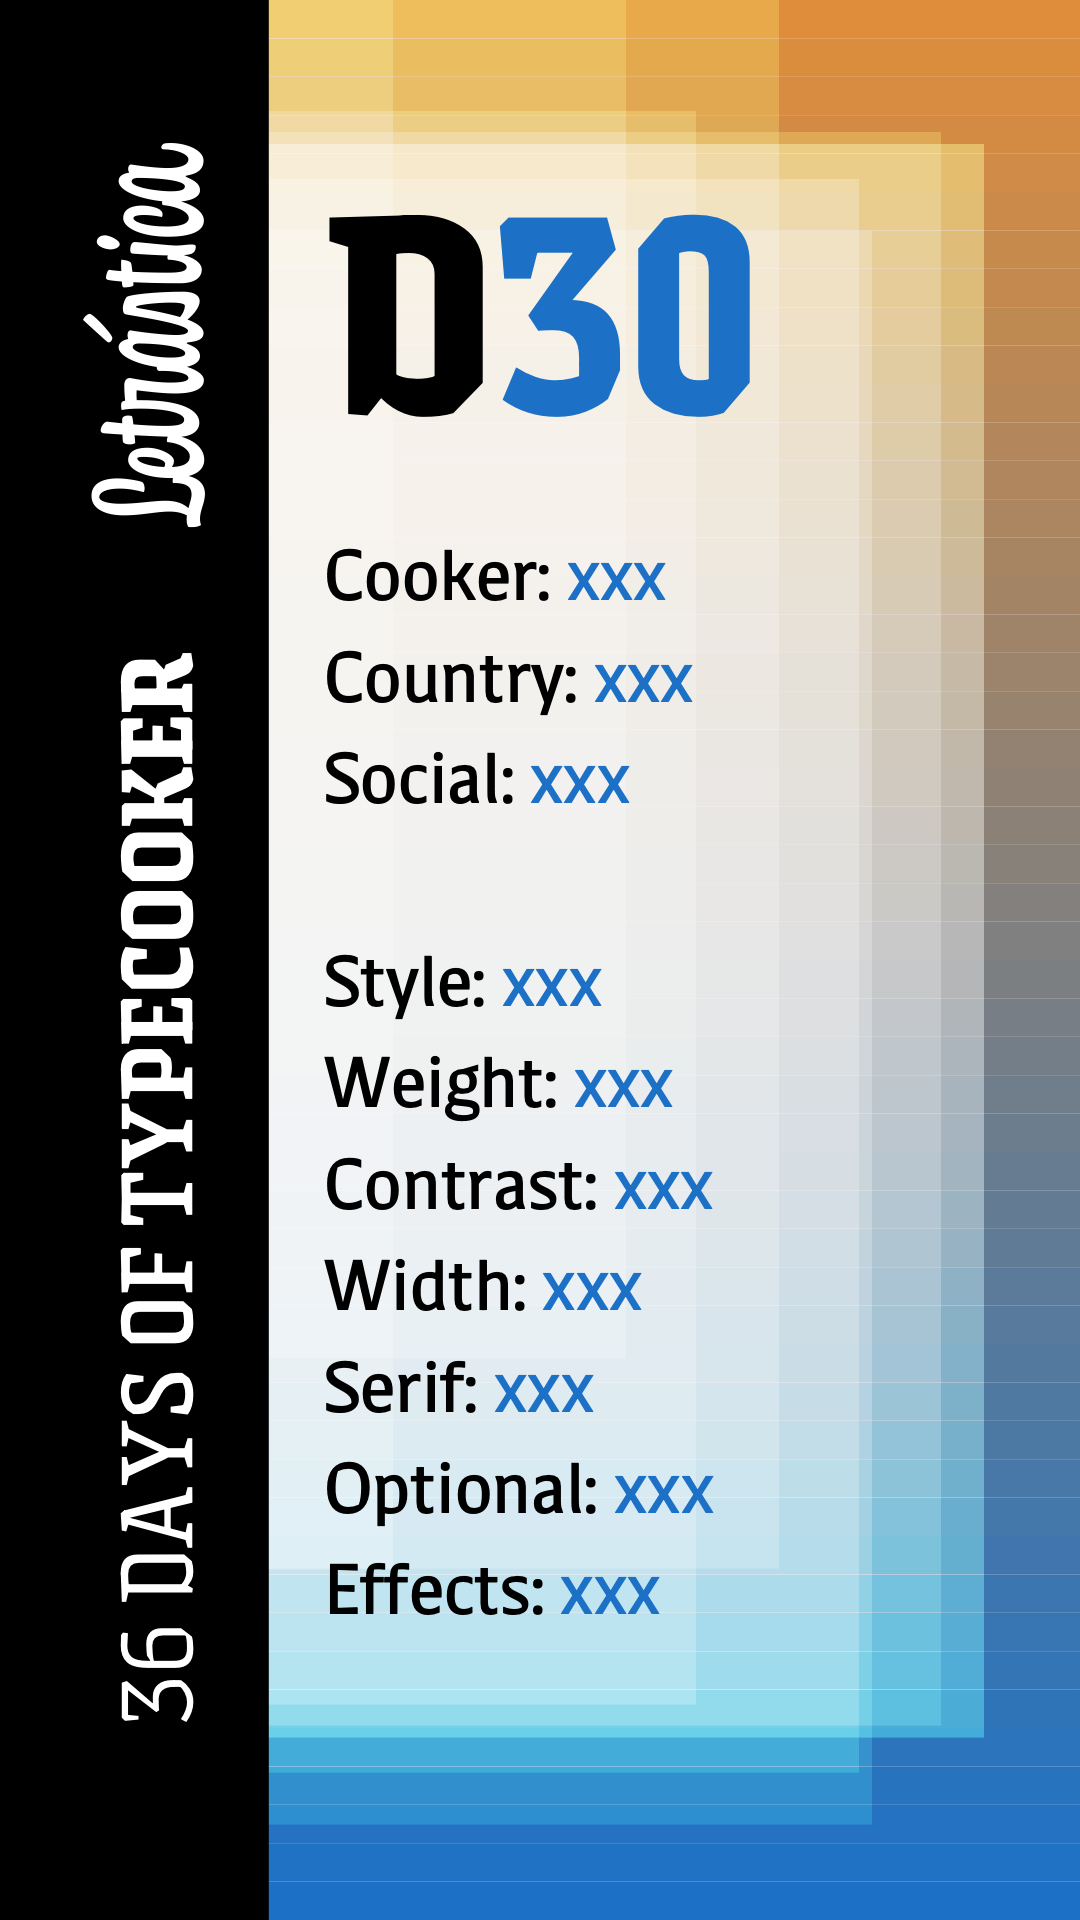 Letrástica
36 DAYS OF TYPECOOKER
D30
Cooker: xxx
Country: xxx
Social: xxx
Style: xxx
Weight: xxx
Contrast: xxx
Width: xxx
Serif: xxx
Optional: xxx
Effects: xxx